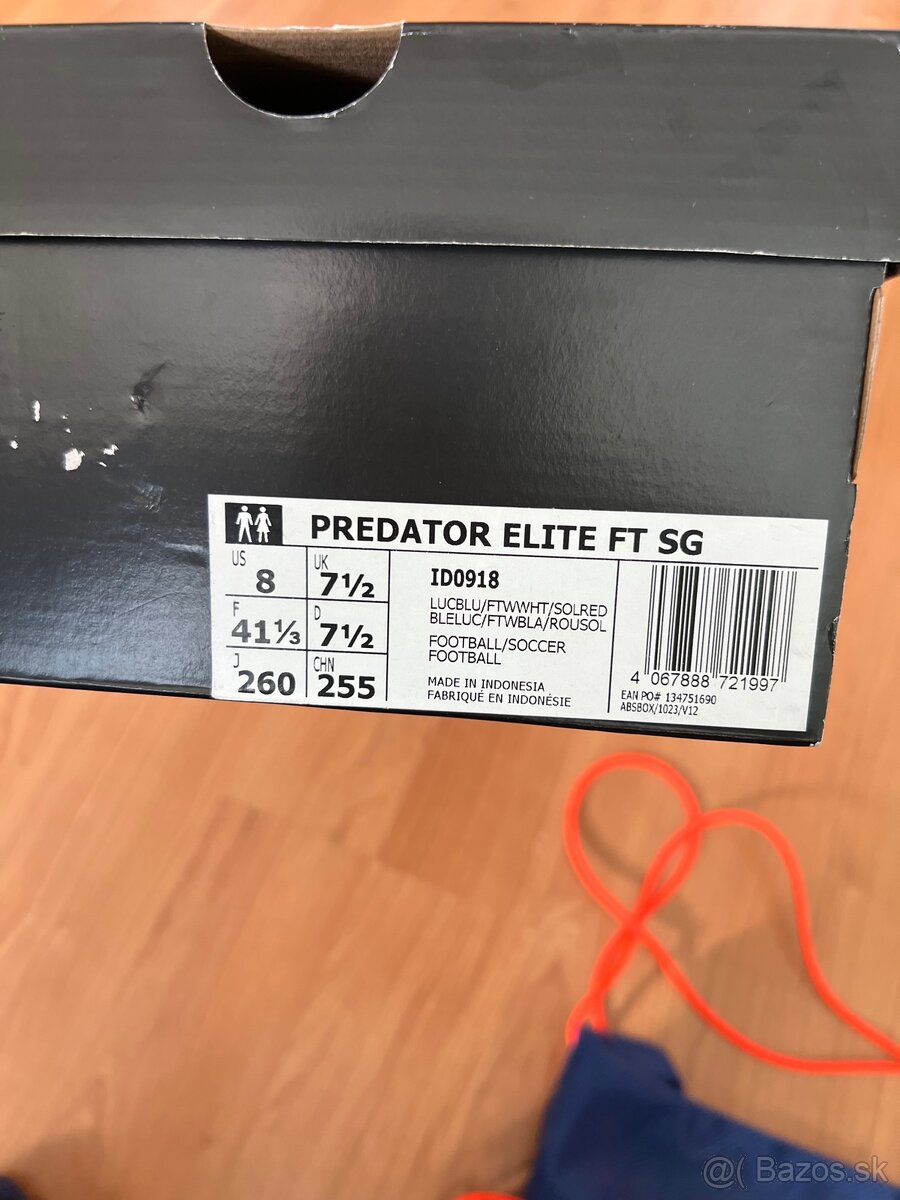 PREDATOR ELITE FT SG
US 8 UK 7½
F 41⅓ D 7½
J 260 CHN 255
ID0918
LUCBLU/FTWWHT/SOLRED
BLELUC/FTWBLA/ROUSOL
FOOTBALL/SOCCER
FOOTBALL
MADE IN INDONESIA
FABRIQUÉ EN INDONÉSIE
4 067888 721997
EAN PO# 134751690
ABSBOX/1023/V12
@( Bazos.sk